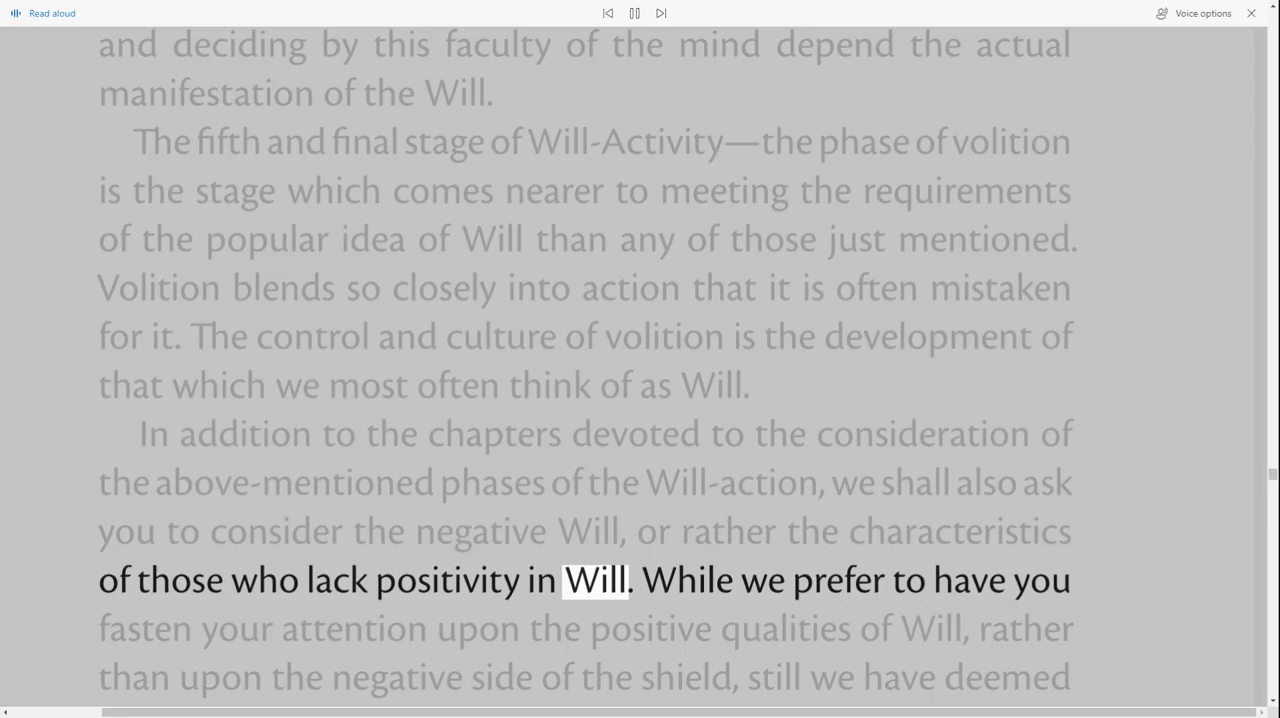 Read aloud
Voice options
and deciding by this faculty of the mind depend the actual
manifestation of the Will.
The fifth and final stage of Will-Activity—the phase of volition
is the stage which comes nearer to meeting the requirements
of the popular idea of Will than any of those just mentioned.
Volition blends so closely into action that it is often mistaken
for it. The control and culture of volition is the development of
that which we most often think of as Will.
In addition to the chapters devoted to the consideration of
the above-mentioned phases of the Will-action, we shall also ask
you to consider the negative Will, or rather the characteristics
of those who lack positivity in Will. While we prefer to have you
fasten your attention upon the positive qualities of Will, rather
than upon the negative side of the shield, still we have deemed